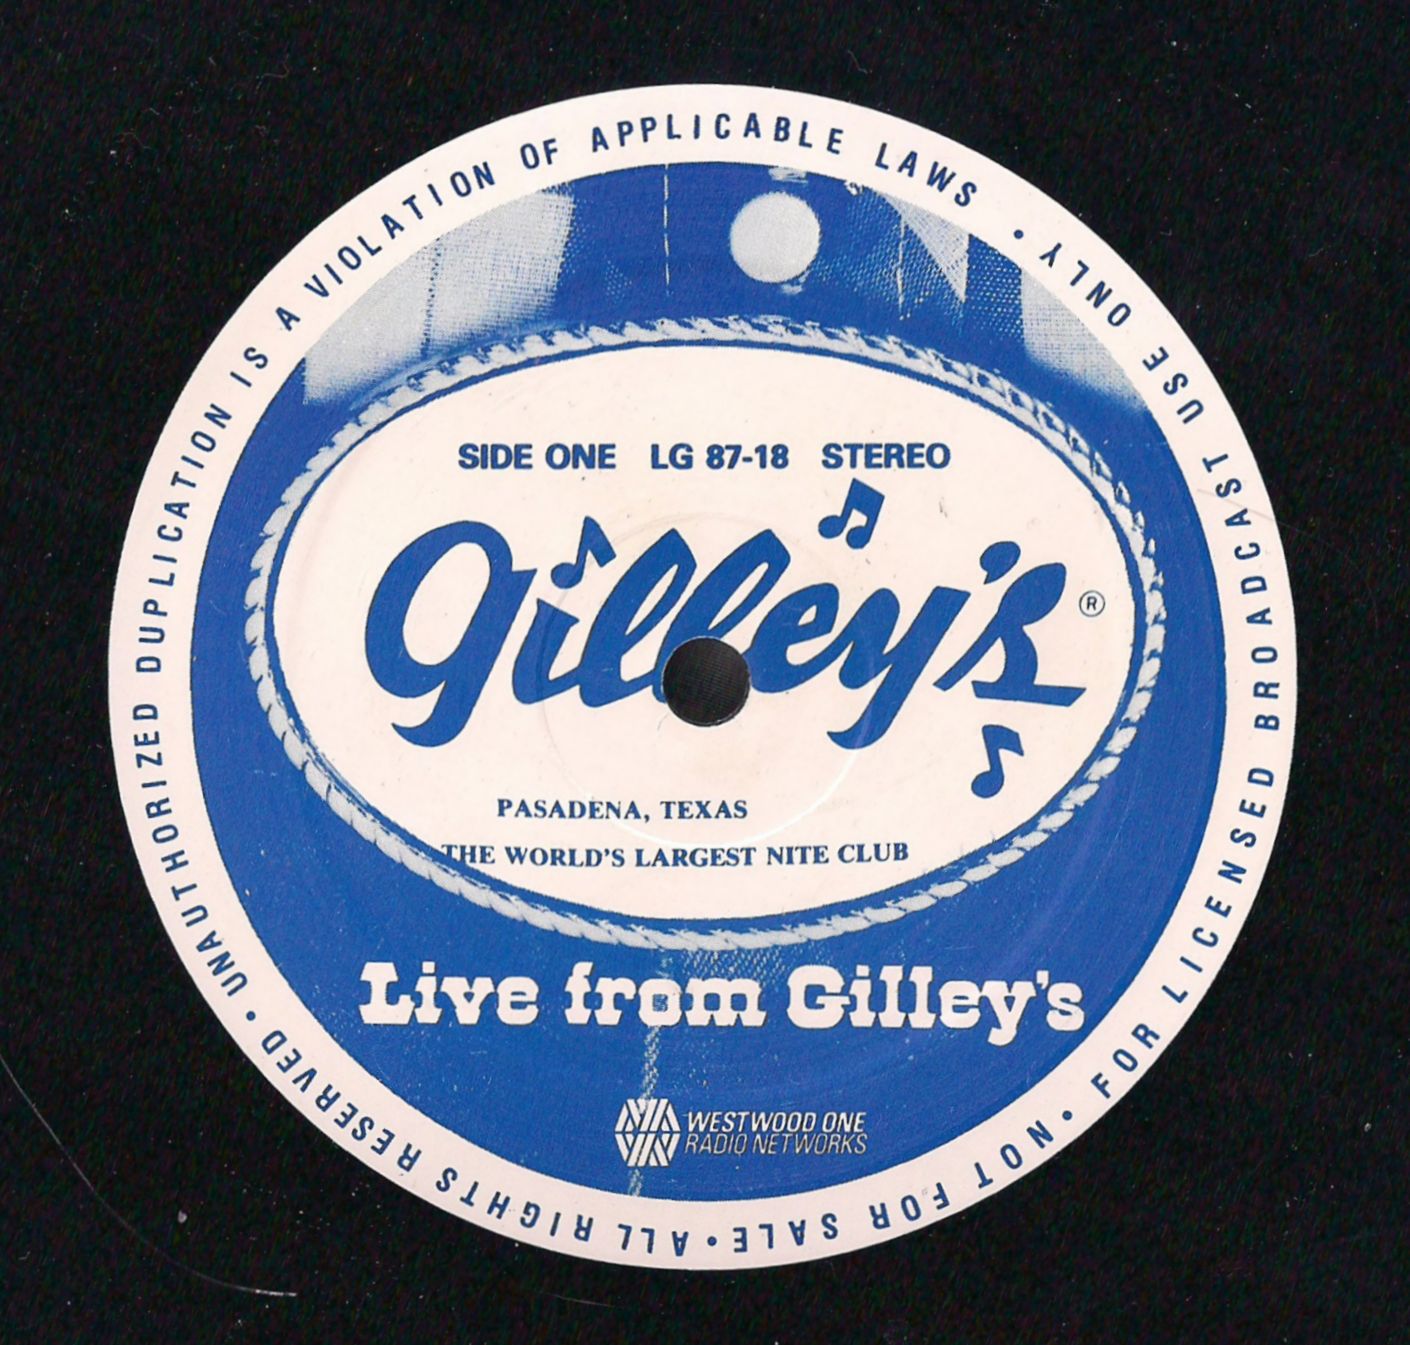 UNAUTHORIZED DUPLICATION IS A VIOLATION OF APPLICABLE LAWS • FOR LICENSED BROADCAST USE ONLY • NOT FOR SALE • ALL RIGHTS RESERVED •
SIDE ONE LG 87-18 STEREO
Gilley's ®
PASADENA, TEXAS
THE WORLD'S LARGEST NITE CLUB
Live from Gilley's
WESTWOOD ONE
RADIO NETWORKS